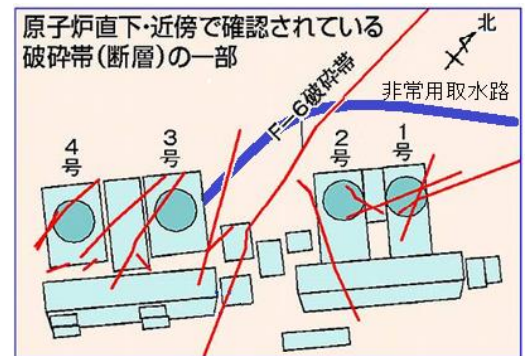 原子炉直下・近傍で確認されている
破砕帯(断層)の一部
北
非常用取水路
F=6破砕帯
4号
3号
2号
1号